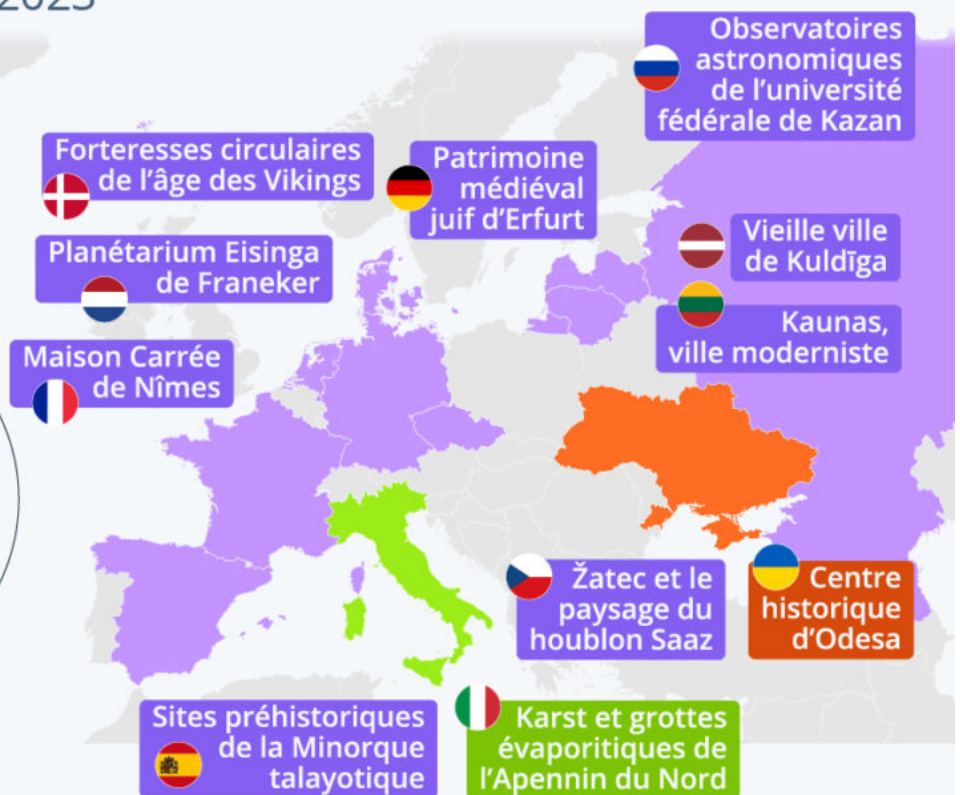 2023
Observatoires
astronomiques
de l'université
fédérale de Kazan
Forteresses circulaires
de l'âge des Vikings
Patrimoine
médiéval
juif d'Erfurt
Vieille ville
de Kuldīga
Planétarium Eisinga
de Franeker
Kaunas,
ville moderniste
Maison Carrée
de Nîmes
Žatec et le
paysage du
houblon Saaz
Centre
historique
d'Odesa
Sites préhistoriques
de la Minorque
talayotique
Karst et grottes
évaporitiques de
l'Apennin du Nord